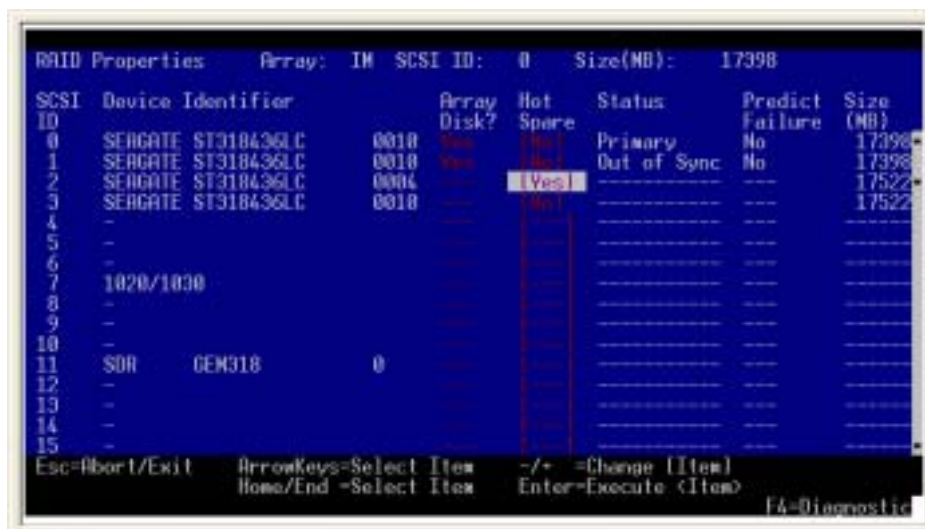 RAID Properties Array: IM SCSI ID: 0 Size(MB): 17398
SCSI Device Identifier Array Hot Status Predict Size
ID Disk? Spare Failure (MB)
0 SEAGATE ST318436LC 0010 Yes [No] Primary No 17398
1 SEAGATE ST318436LC 0010 Yes [No] Out of Sync No 17398
2 SEAGATE ST318436LC 0004 --- [Yes] ----------- --- 17522
3 SEAGATE ST318436LC 0010 --- [No] ----------- --- 17522
4 - --- [----] ----------- --- ------
5 - --- [----] ----------- --- ------
6 - --- [----] ----------- --- ------
7 1020/1030 --- [----] ----------- --- ------
8 - --- [----] ----------- --- ------
9 - --- [----] ----------- --- ------
10 - --- [----] ----------- --- ------
11 SDR GEM318 0 --- [----] ----------- --- ------
12 - --- [----] ----------- --- ------
13 - --- [----] ----------- --- ------
14 - --- [----] ----------- --- ------
15 - --- [----] ----------- --- ------
Esc=Abort/Exit ArrowKeys=Select Item -/+ =Change [Item]
Home/End =Select Item Enter=Execute <Item>
F4=Diagnostic